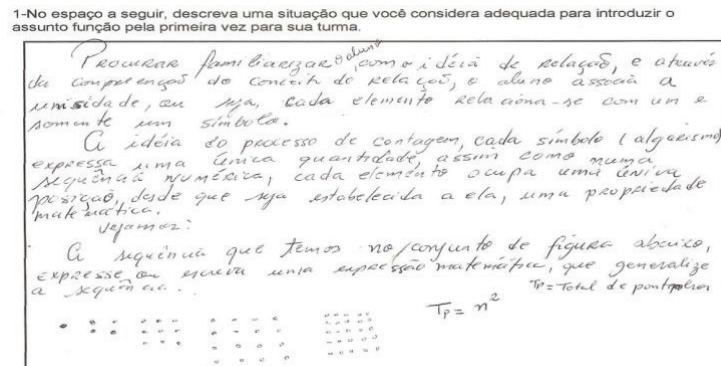 1-No espaço a seguir, descreva uma situação que você considera adequada para introduzir o
assunto função pela primeira vez para sua turma.
Procurar familiarizar o aluno com a idéia de relação, e através
da compreenção do conceito de relação, o aluno associa a
unisidade, ou seja, cada elemento relaciona-se com um e
somente um símbolo.
A idéia do processo de contagem, cada símbolo (algarismo)
expressa uma única quantidade, assim como numa
sequência numérica, cada elemento ocupa uma única
posição, desde que seja estabelecida a ela, uma propriedade
matemática.
Vejamos:
A sequência que temos no conjunto de figura abaixo,
expresse ou escreva uma expressão matemática, que generalize
a sequência.
Tp = Total de pontos
Tp = n²